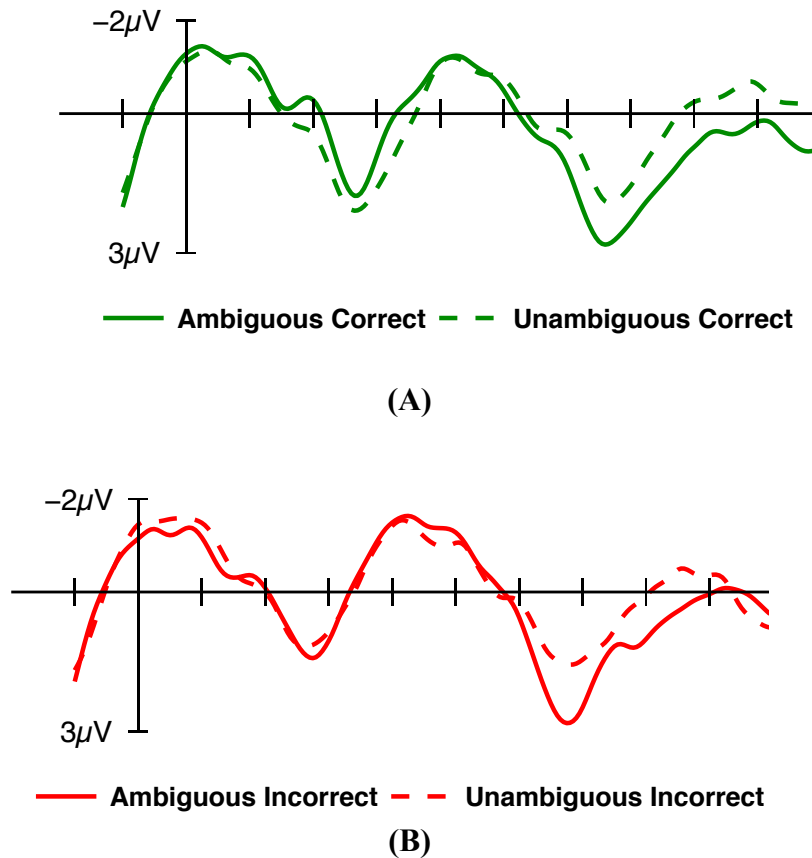 −2µV
3µV
Ambiguous Correct Unambiguous Correct
(A)
−2µV
3µV
Ambiguous Incorrect Unambiguous Incorrect
(B)